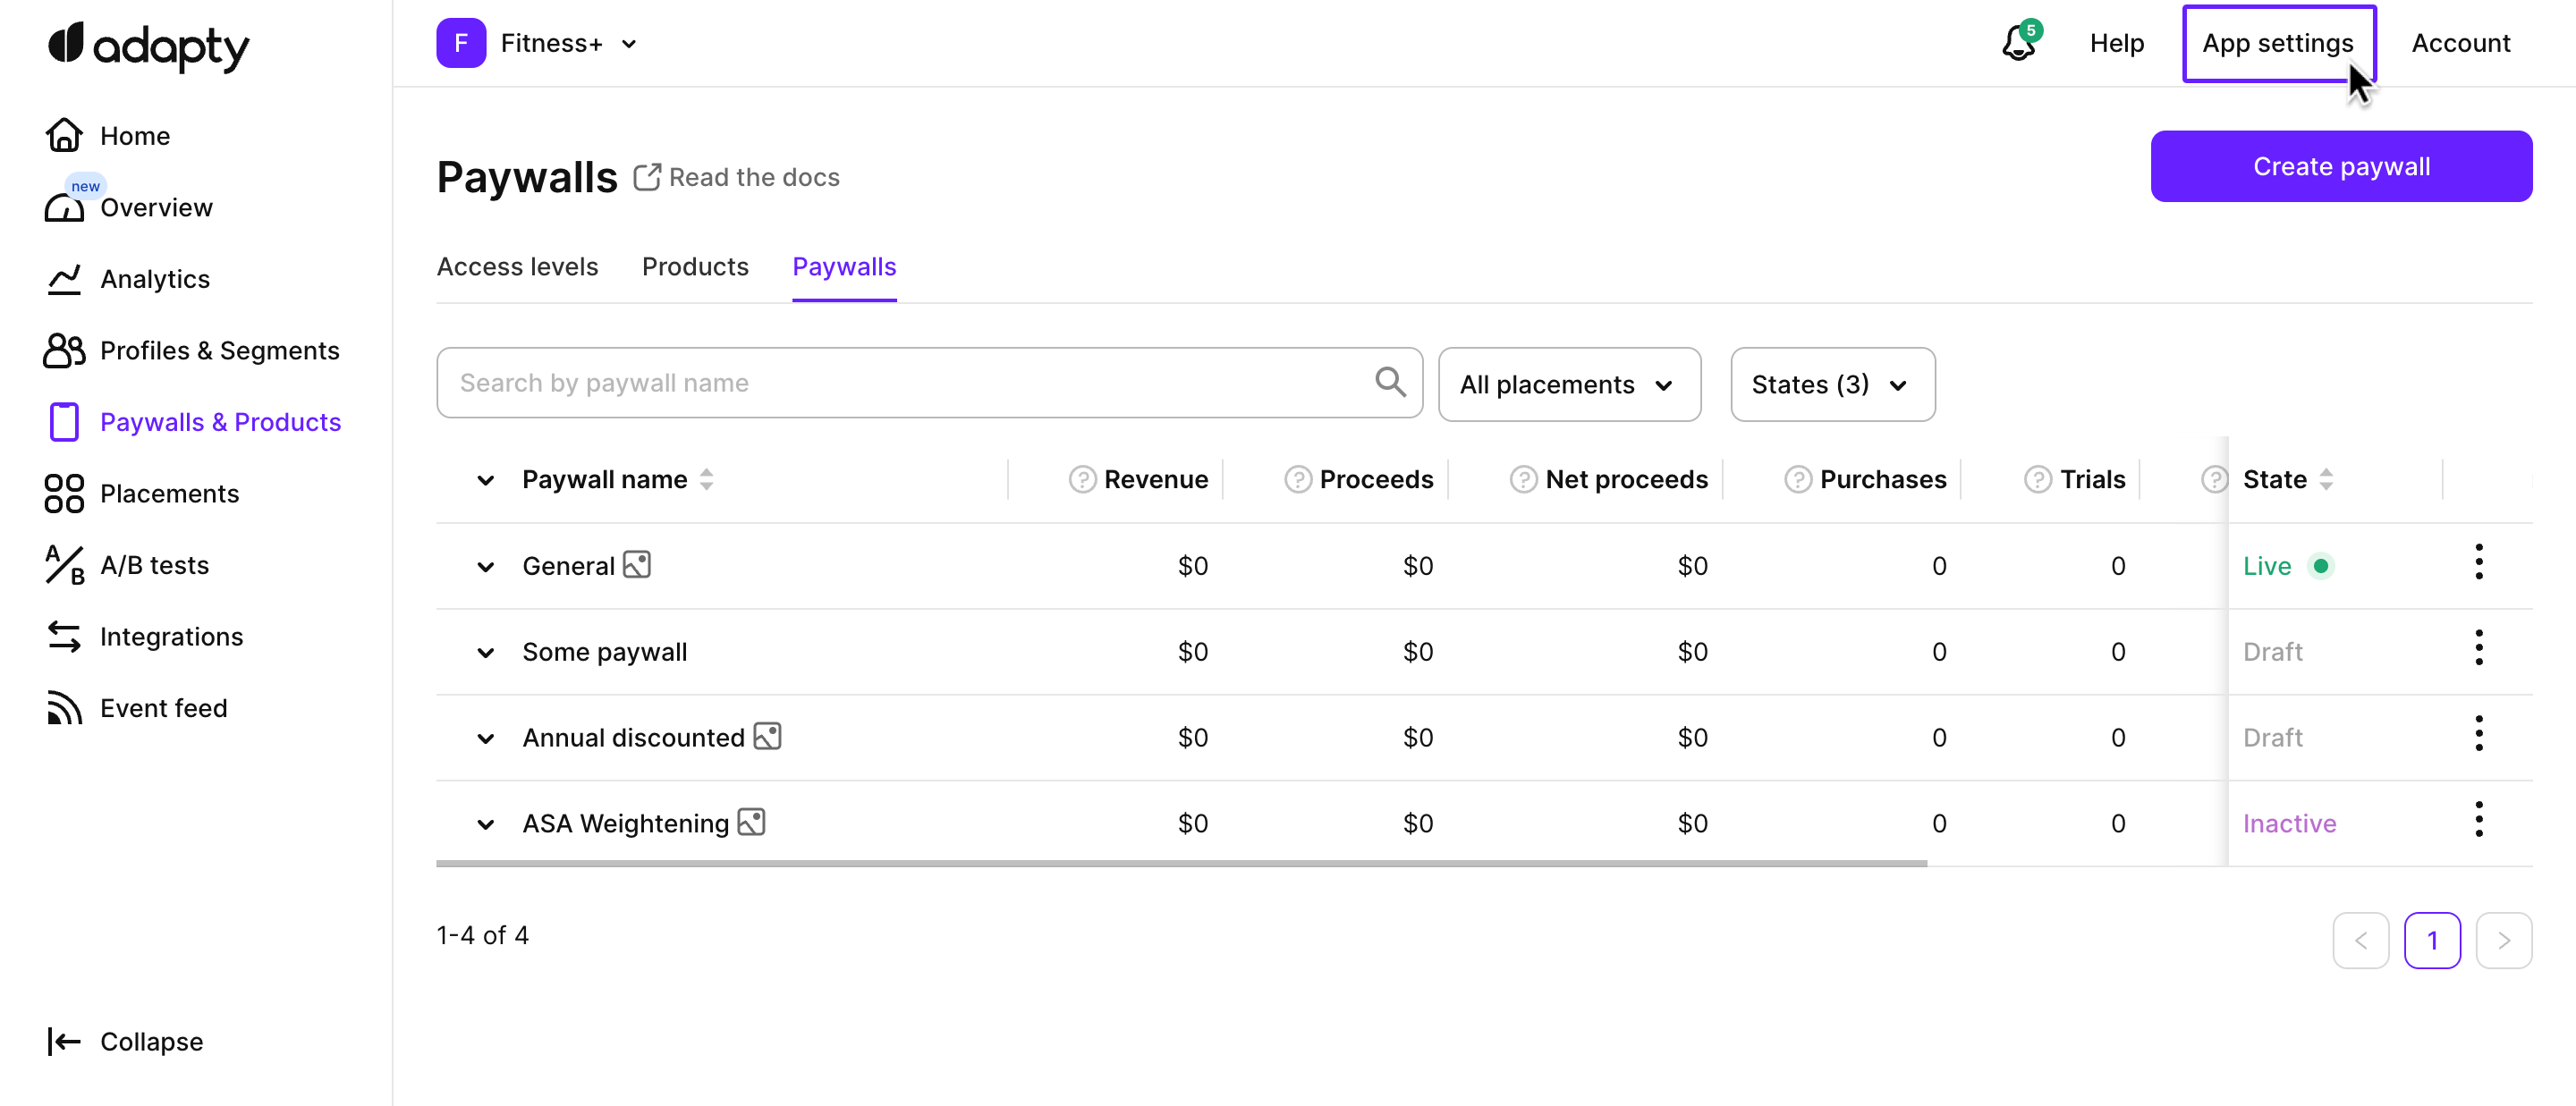 adapty
F Fitness+
5 Help App settings Account
Home
new
Overview
Analytics
Profiles & Segments
Paywalls & Products
Placements
A/B A/B tests
Integrations
Event feed
Collapse
Paywalls Read the docs
Create paywall
Access levels Products Paywalls
Search by paywall name All placements States (3)
Paywall name ? Revenue ? Proceeds ? Net proceeds ? Purchases ? Trials ? State
General $0 $0 $0 0 0 Live
Some paywall $0 $0 $0 0 0 Draft
Annual discounted $0 $0 $0 0 0 Draft
ASA Weightening $0 $0 $0 0 0 Inactive
1-4 of 4 < 1 >